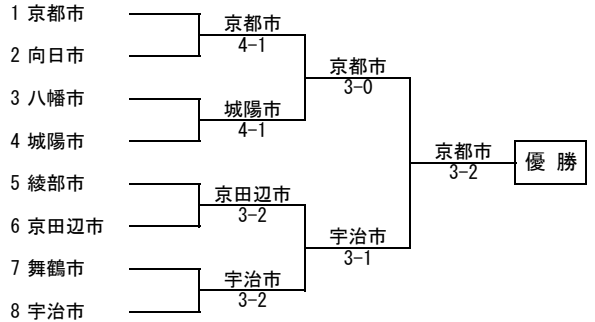 1 京都市
京都市
4-1
2 向日市
京都市
3-0
3 八幡市
城陽市
4-1
4 城陽市
京都市
3-2
優 勝
5 綾部市
京田辺市
3-2
6 京田辺市
宇治市
3-1
7 舞鶴市
宇治市
3-2
8 宇治市